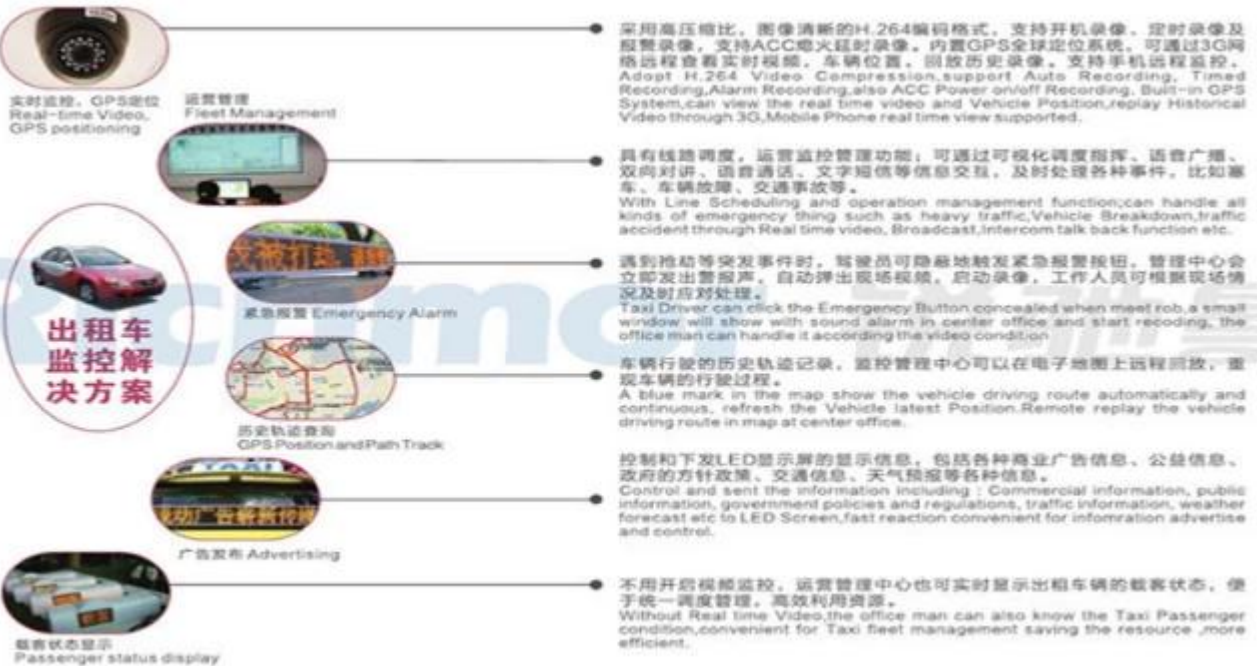 采用高压缩比，图像清晰的H.264编码格式，支持开机录像、定时录像及
报警录像，支持ACC熄火延时录像。内置GPS全球定位系统，可通过3G网
络远程查看实时视频，车辆位置，回放历史录像。支持手机远程监控。
Adopt H.264 Video Compression,support Auto Recording, Timed
Recording,Alarm Recording,also ACC Power on/off Recording, Built-in GPS
System,can view the real time video and Vehicle Position,replay Historical
Video through 3G,Mobile Phone real time view supported.
实时监控，GPS定位
Real-time Video,
GPS positioning
运营管理
Fleet Management
具有线路调度，运营监控管理功能；可通过可视化调度指挥、语音广播、
双向对讲、语音通话、文字短信等信息交互，及时处理各种事件，比如塞
车、车辆故障、交通事故等。
With Line Scheduling and operation management function;can handle all
kinds of emergency thing such as heavy traffic,Vehicle Breakdown,traffic
accident through Real time video, Broadcast,Intercom talk back function etc.
出租车
监控解
决方案
遇到抢劫等突发事件时，驾驶员可隐蔽地触发紧急报警按钮，管理中心会
立即发出警报声，自动弹出现场视频，启动录像，工作人员可根据现场情
况及时应对处理。
Taxi Driver can click the Emergency Button concealed when meet rob,a small
window will show with sound alarm in center office and start recoding, the
office man can handle it according the video condition
被打劫
紧急报警 Emergency Alarm
车辆行驶的历史轨迹记录，监控管理中心可以在电子地图上远程回放，重
现车辆的行驶过程。
A blue mark in the map show the vehicle driving route automatically and
continuous, refresh the Vehicle latest Position.Remote replay the vehicle
driving route in map at center office.
历史轨迹查询
GPS Position and Path Track
控制和下发LED显示屏的显示信息，包括各种商业广告信息、公益信息、
政府的方针政策、交通信息、天气预报等各种信息。
Control and sent the information including : Commercial information, public
information, government policies and regulations, traffic information, weather
forecast etc to LED Screen,fast reaction convenient for infomration advertise
and control.
TAXI
广告发布 Advertising
不用开启视频监控，运营管理中心也可实时显示出租车辆的载客状态，便
于统一调度管理，高效利用资源。
Without Real time Video,the office man can also know the Taxi Passenger
condition,convenient for Taxi fleet management saving the resource ,more
efficient.
载客状态显示
Passenger status display